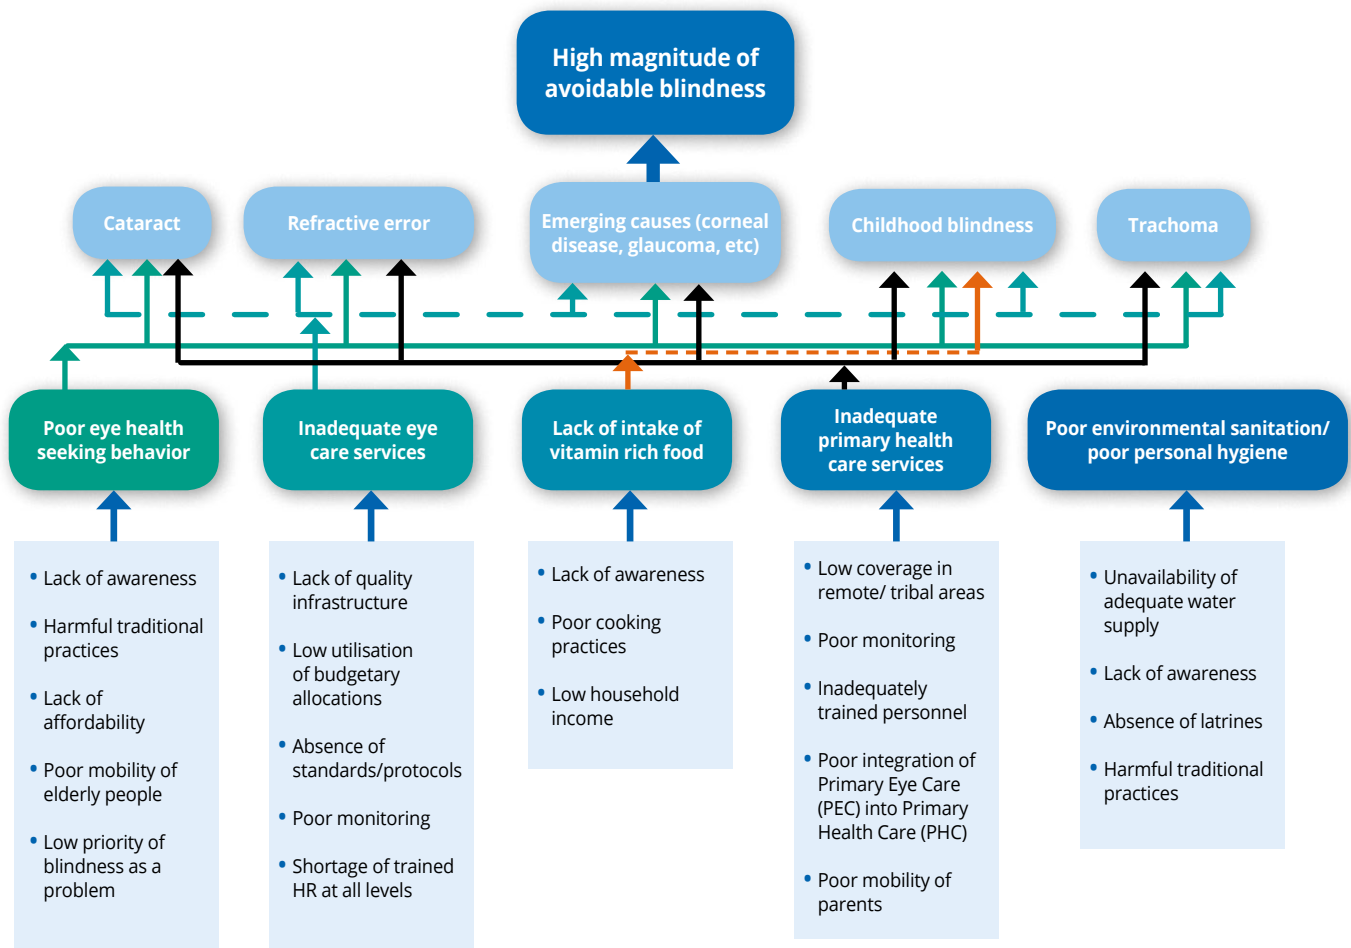 High magnitude of
avoidable blindness
Cataract
Refractive error
Emerging causes (corneal
disease, glaucoma, etc)
Childhood blindness
Trachoma
Poor eye health
seeking behavior
Inadequate eye
care services
Lack of intake of
vitamin rich food
Inadequate
primary health
care services
Poor environmental sanitation/
poor personal hygiene
• Lack of awareness
• Harmful traditional
practices
• Lack of
affordability
• Poor mobility of
elderly people
• Low priority of
blindness as a
problem
• Lack of quality
infrastructure
• Low utilisation
of budgetary
allocations
• Absence of
standards/protocols
• Poor monitoring
• Shortage of trained
HR at all levels
• Lack of awareness
• Poor cooking
practices
• Low household
income
• Low coverage in
remote/ tribal areas
• Poor monitoring
• Inadequately
trained personnel
• Poor integration of
Primary Eye Care
(PEC) into Primary
Health Care (PHC)
• Poor mobility of
parents
• Unavailability of
adequate water
supply
• Lack of awareness
• Absence of latrines
• Harmful traditional
practices